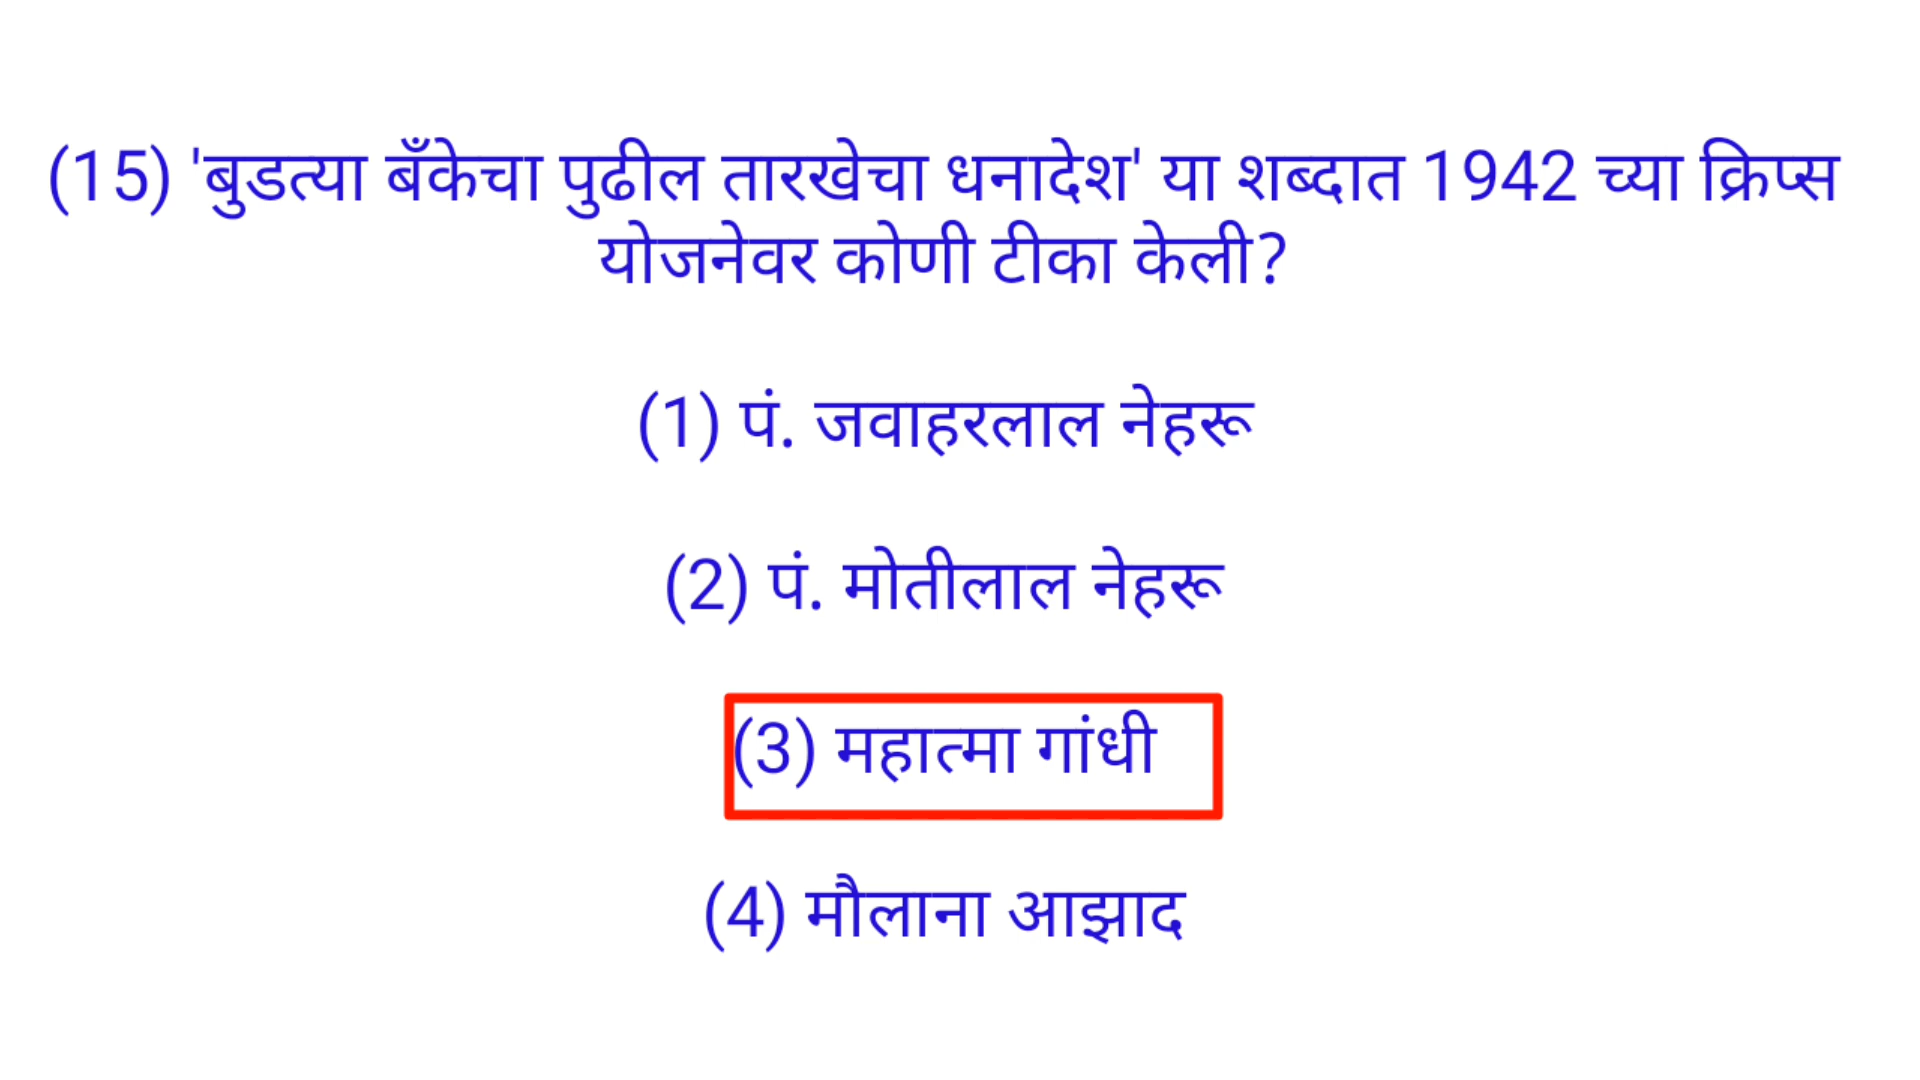 (15) 'बुडत्या बँकेचा पुढील तारखेचा धनादेश' या शब्दात 1942 च्या क्रिप्स
योजनेवर कोणी टीका केली?
(1) पं. जवाहरलाल नेहरू
(2) पं. मोतीलाल नेहरू
(3) महात्मा गांधी
(4) मौलाना आझाद